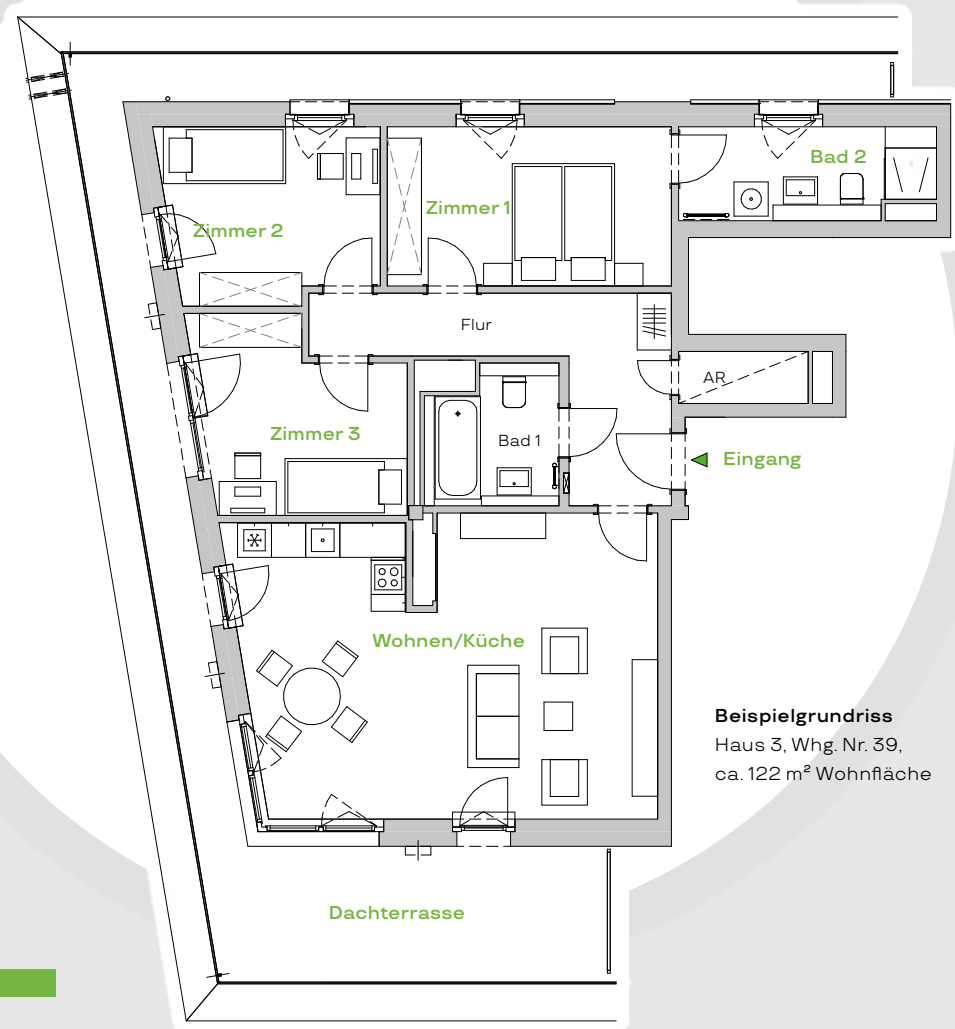 Bad 2
Zimmer 1
Zimmer 2
Flur
AR
Zimmer 3
Bad 1
Eingang
Wohnen/Küche
Beispielgrundriss
Haus 3, Whg. Nr. 39,
ca. 122 m² Wohnfläche
Dachterrasse